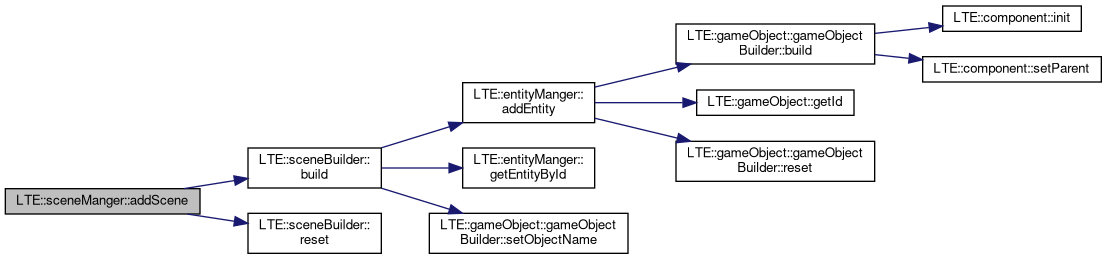 LTE::sceneManger::addScene
LTE::sceneBuilder::
build
LTE::sceneBuilder::
reset
LTE::entityManger::
addEntity
LTE::entityManger::
getEntityById
LTE::gameObject::gameObject
Builder::setObjectName
LTE::gameObject::gameObject
Builder::build
LTE::gameObject::getId
LTE::gameObject::gameObject
Builder::reset
LTE::component::init
LTE::component::setParent